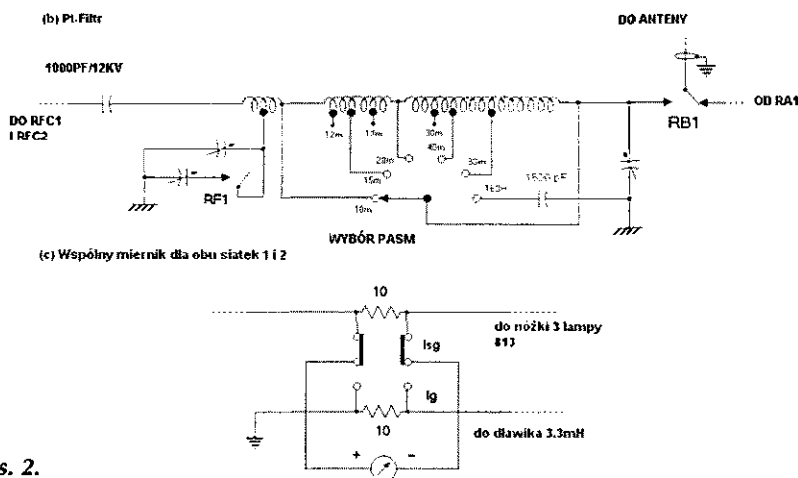 (b) Pt-Filtr
DO ANTENY
1000PF/12KV
DO RFC1
I RFC2
OD RA1
RB1
RF1
12m
17m
30m
40m
20m
15m
10m
80m
160m
1500 pF
WYBÓR PASM
(c) Wspólny miernik dla obu siatek 1 i 2
10
do nóżki 3 lampy
813
Isg
Ig
10
do dławika 3.3mH
+ -
s. 2.